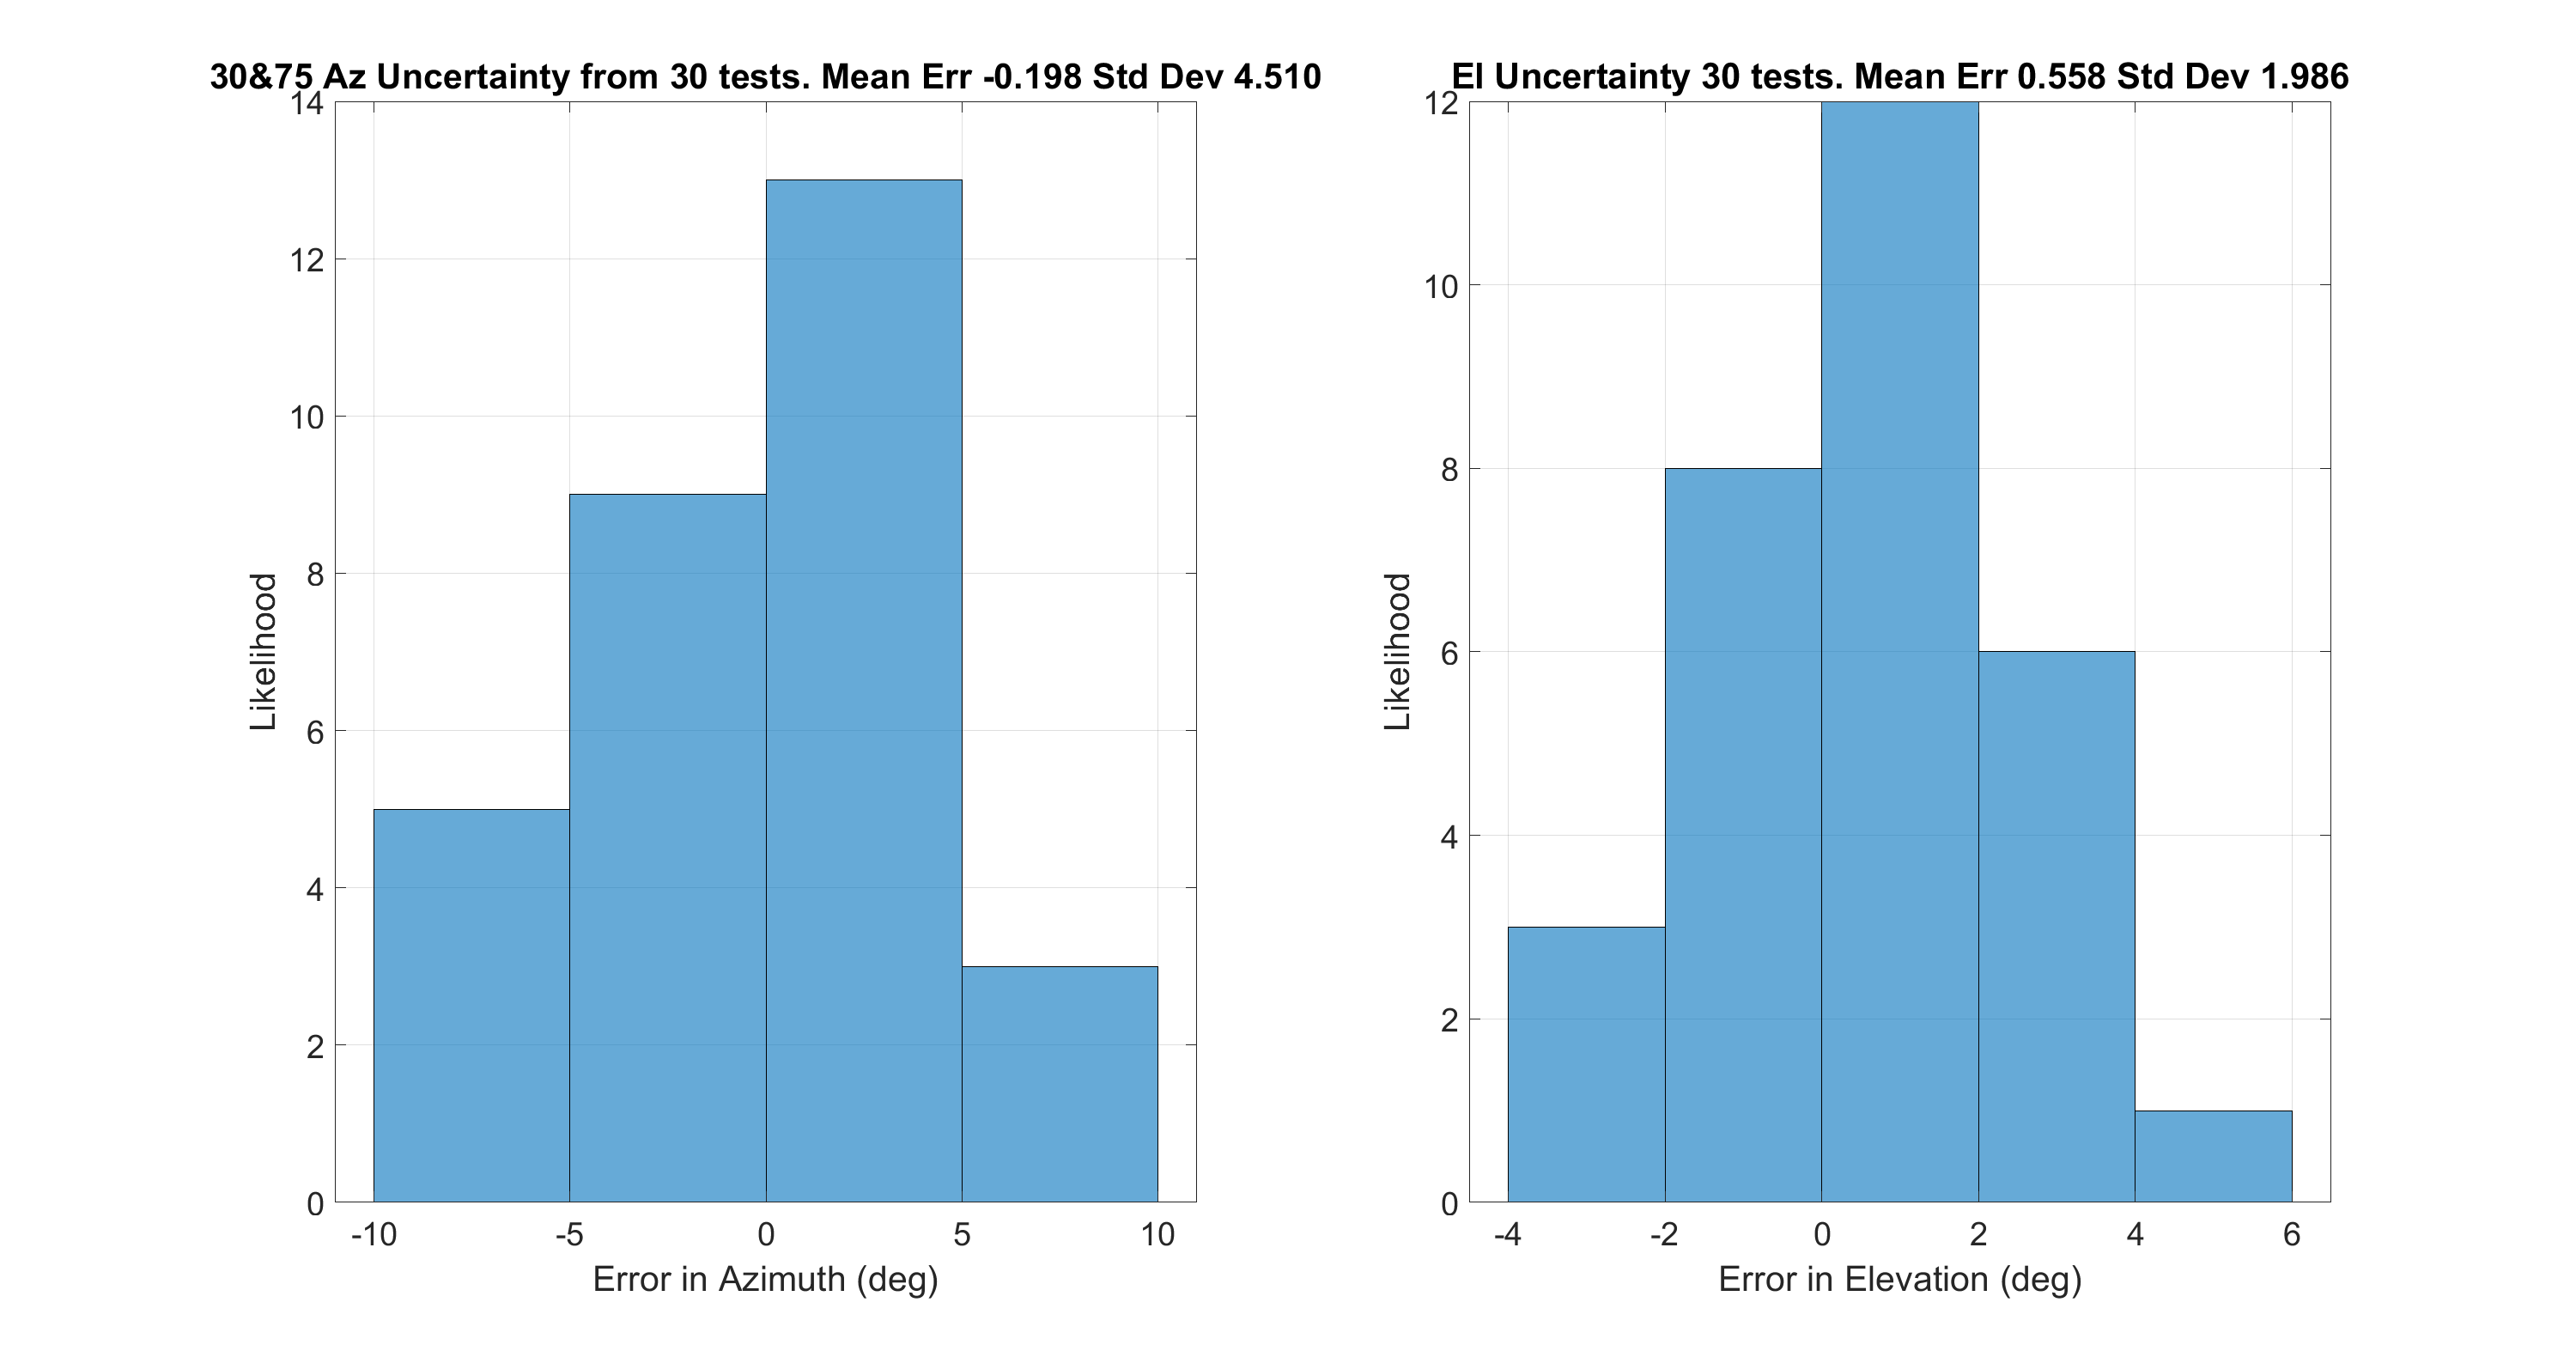 30&75 Az Uncertainty from 30 tests. Mean Err -0.198 Std Dev 4.510
14
12
10
8
6
4
2
0
Likelihood
-10 -5 0 5 10
Error in Azimuth (deg)
El Uncertainty 30 tests. Mean Err 0.558 Std Dev 1.986
12
10
8
6
4
2
0
Likelihood
-4 -2 0 2 4 6
Error in Elevation (deg)